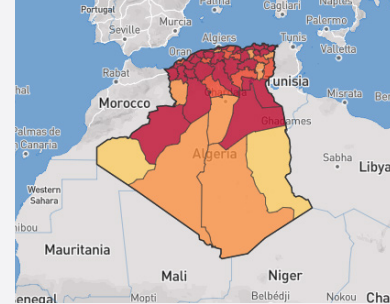 Portugal
Seville
Murcia
Cagliari
Naples
Palermo
Algiers
Tunis
Valletta
Oran
Rabat
Tunisia
Misrata
Morocco
Ghadames
Palmas de
n Canaria
Algeria
Sabha
Libya
Western
Sahara
Mauritania
Mali
Niger
Mopti
Belbédji
Nokou
Cha